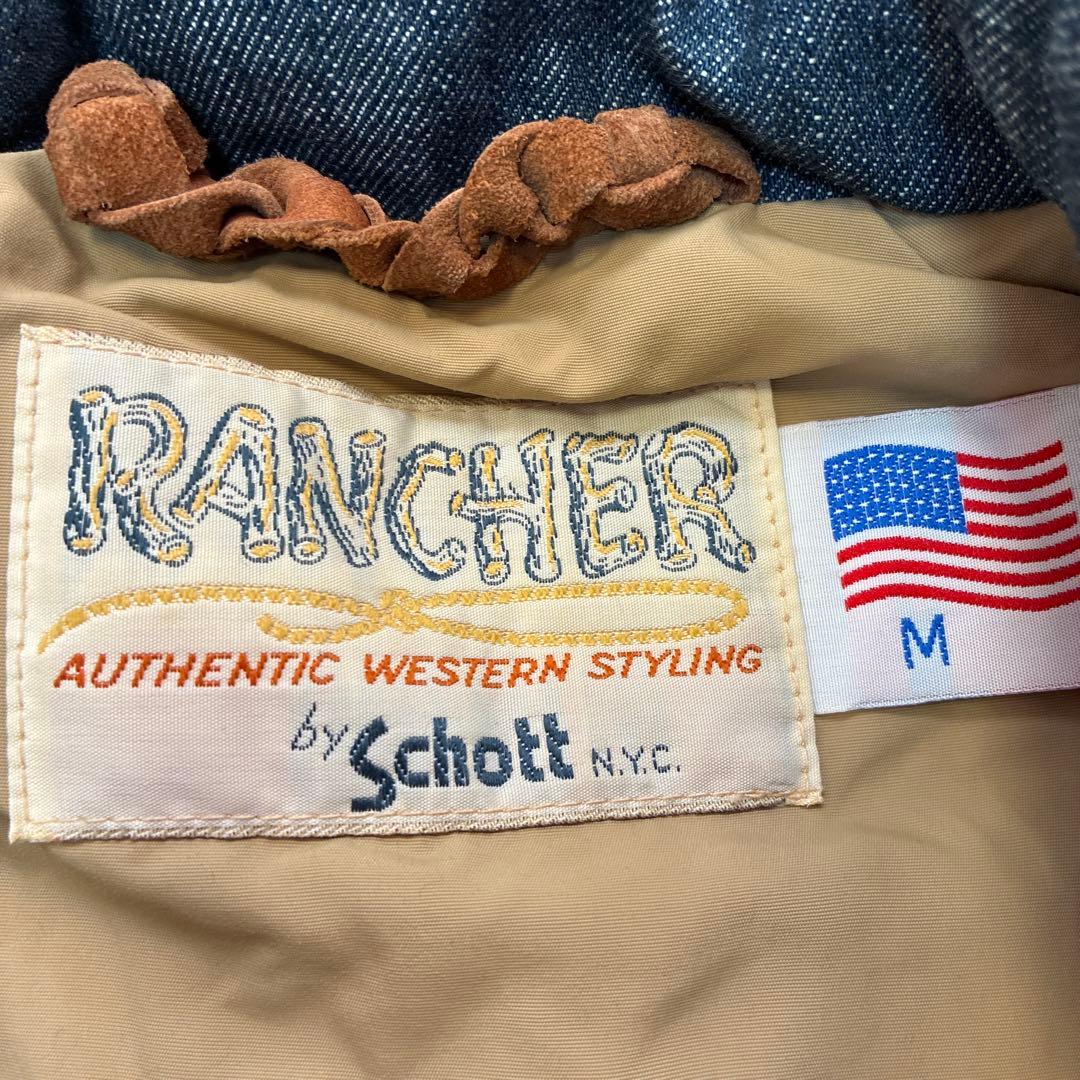 RANCHER
AUTHENTIC WESTERN STYLING
by Schott N.Y.C.
M